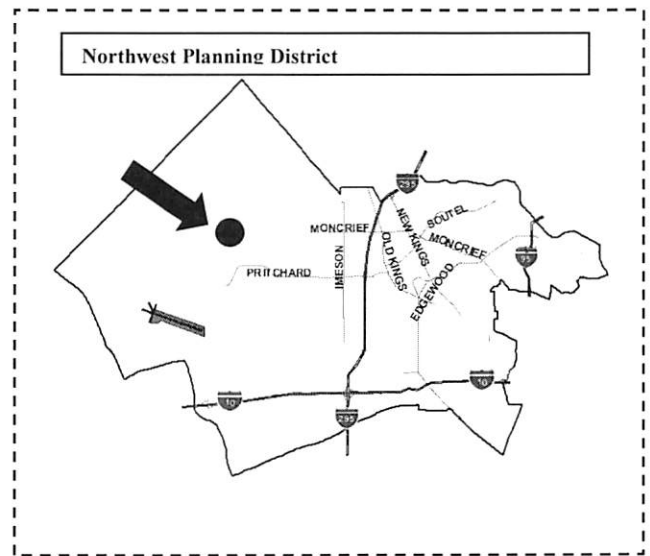 Northwest Planning District
295
SOUTEL
MONCRIEF
NEW KINGS
MONCRIEF
IMESON
OLD KINGS
95
PRITCHARD
EDGEWOOD
10
10
295